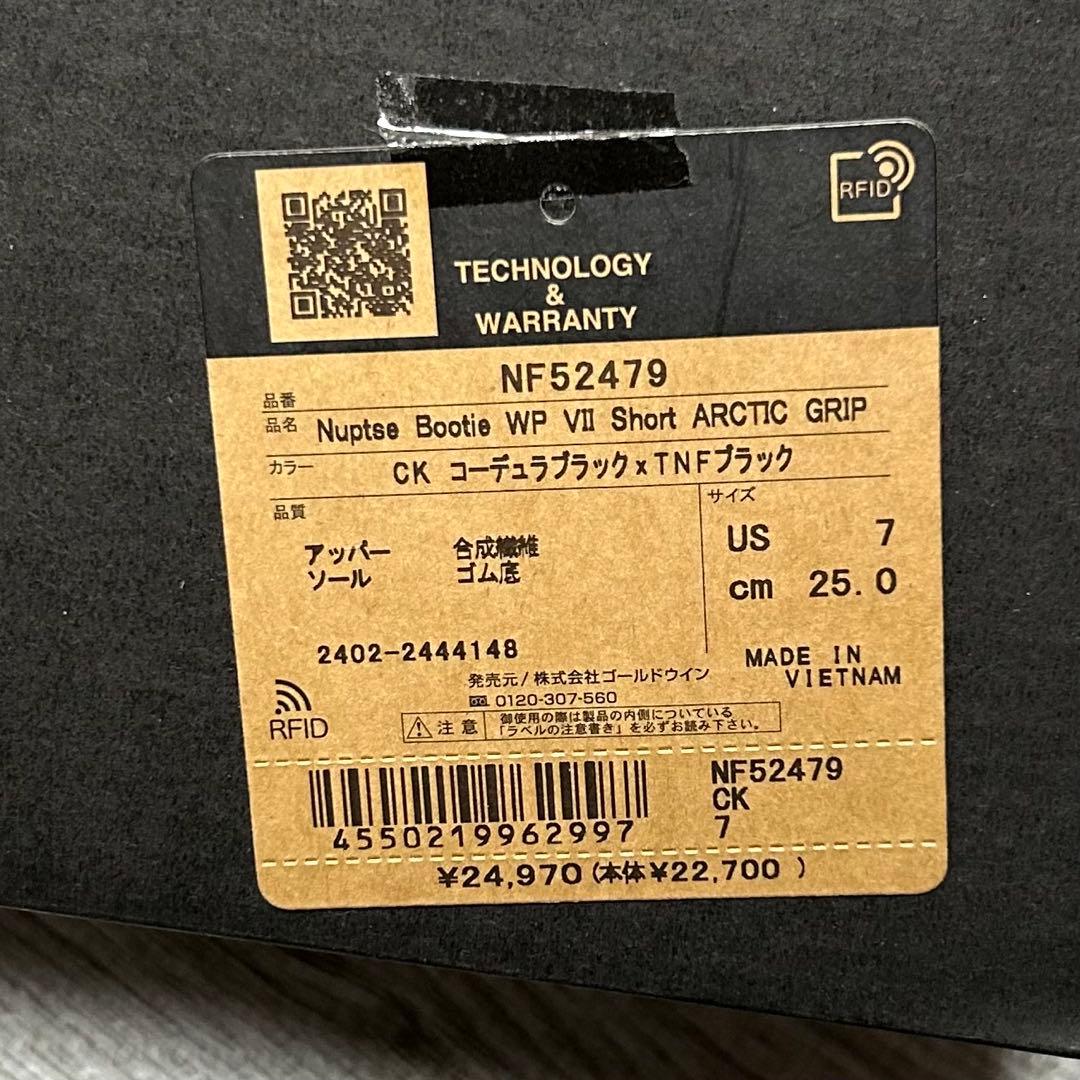 RFID
TECHNOLOGY
&
WARRANTY
品番 NF52479
品名 Nuptse Bootie WP VII Short ARCTIC GRIP
カラー CK コーデュラブラックxTNFブラック
品質
サイズ
アッパー 合成繊維
US 7
ソール ゴム底
cm 25.0
2402-2444148
MADE IN
VIETNAM
発売元/株式会社ゴールドウイン
0120-307-560
RFID
注意
御使用の際は製品の内側についている
「ラベルの注意書き」を必ずお読み下さい。
NF52479
CK
7
4550219962997
¥24,970(本体¥22,700 )